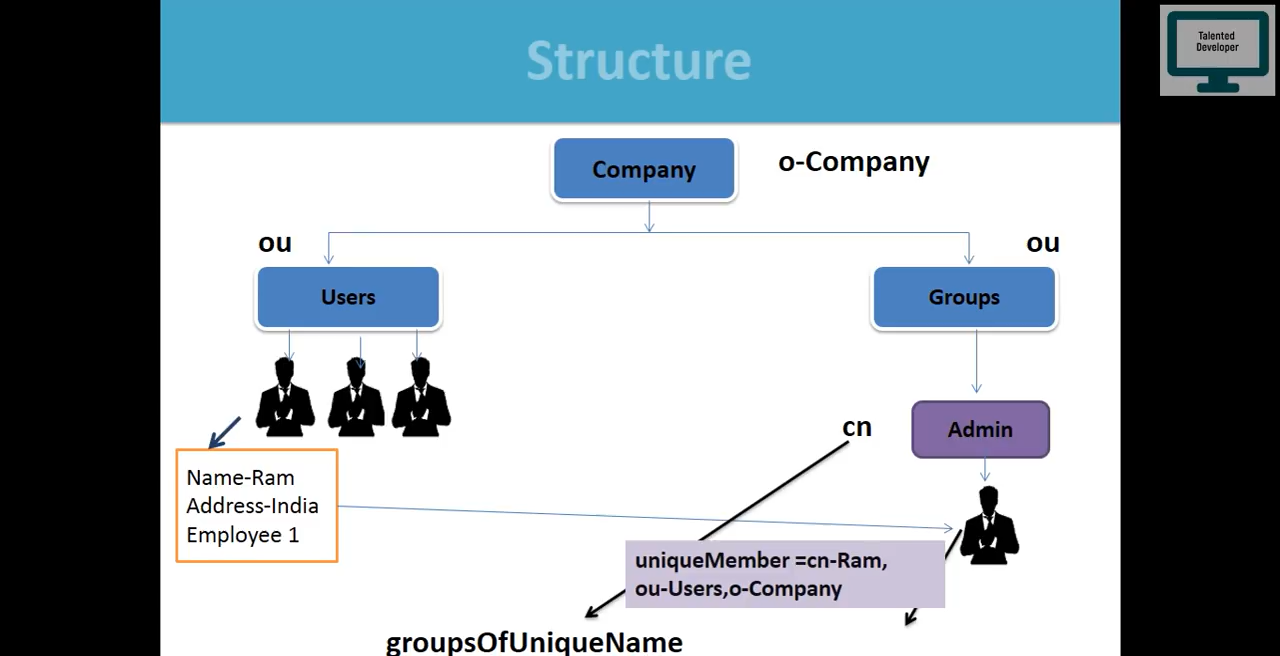 Talented
Developer
Structure
Company
o-Company
ou
ou
Users
Groups
cn
Admin
Name-Ram
Address-India
Employee 1
uniqueMember =cn-Ram,
ou-Users,o-Company
groupsOfUniqueName